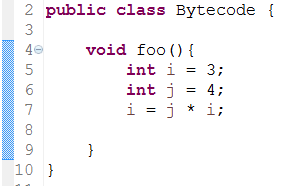 2 public class Bytecode {
3
4 void foo(){
5 int i = 3;
6 int j = 4;
7 i = j * i;
8
9 }
10 }